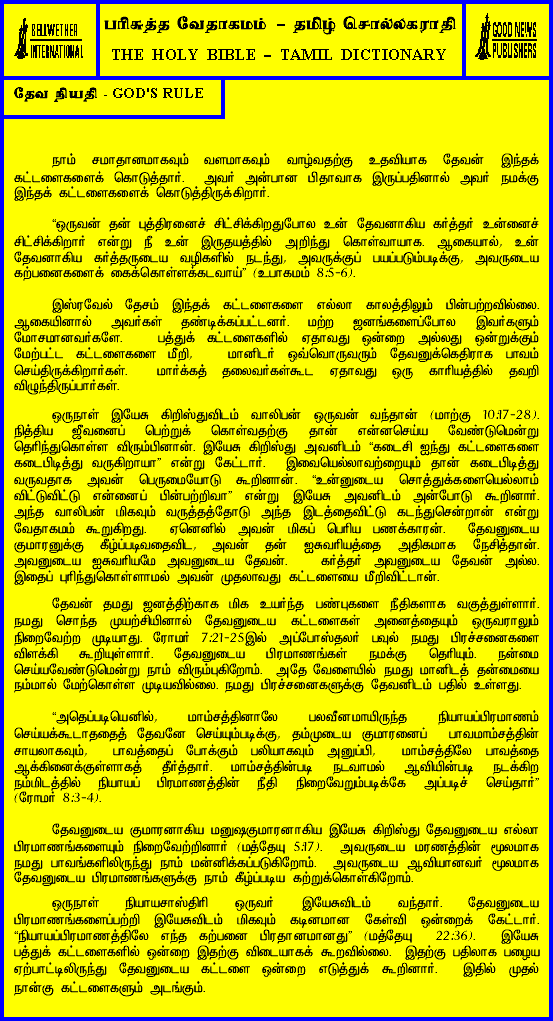 BELLWETHER
INTERNATIONAL
பரிசுத்த வேதாகமம் – தமிழ் சொல்லகராதி
THE HOLY BIBLE – TAMIL DICTIONARY
GOOD NEWS
PUBLISHERS
தேவ நியதி - GOD'S RULE
நாம் சமாதானமாகவும் வளமாகவும் வாழ்வதற்கு உதவியாக தேவன் இந்தக்
கட்டளைகளைக் கொடுத்தார். அவர் அன்பான பிதாவாக இருப்பதினால் அவர் நமக்கு
இந்தக் கட்டளைகளைக் கொடுத்திருக்கிறார்.
“ஒருவன் தன் புத்திரனைச் சிட்சிக்கிறதுபோல உன் தேவனாகிய கர்த்தர் உன்னைச்
சிட்சிக்கிறார் என்று நீ உன் இருதயத்தில் அறிந்து கொள்வாயாக. ஆகையால், உன்
தேவனாகிய கர்த்தருடைய வழிகளில் நடந்து, அவருக்குப் பயப்படும்படிக்கு, அவருடைய
கற்பனைகளைக் கைக்கொள்ளக்கடவாய்” (உபாகமம் 8:5-6).
இஸ்ரவேல் தேசம் இந்தக் கட்டளைகளை எல்லா காலத்திலும் பின்பற்றவில்லை.
ஆகையினால் அவர்கள் தண்டிக்கப்பட்டனர். மற்ற ஜனங்களைப்போல இவர்களும்
மோசமானவர்களே. பத்துக் கட்டளைகளில் ஏதாவது ஒன்றை அல்லது ஒன்றுக்கும்
மேற்பட்ட கட்டளைகளை மீறி, மானிடர் ஒவ்வொருவரும் தேவனுக்கெதிராக பாவம்
செய்திருக்கிறார்கள். மார்க்கத் தலைவர்கள்கூட ஏதாவது ஒரு காரியத்தில் தவறி
விழுந்திருப்பார்கள்.
ஒருநாள் இயேசு கிறிஸ்துவிடம் வாலிபன் ஒருவன் வந்தான் (மாற்கு 10:17-28).
நித்திய ஜீவனைப் பெற்றுக் கொள்வதற்கு தான் என்னசெய்ய வேண்டுமென்று
தெரிந்துகொள்ள விரும்பினான். இயேசு கிறிஸ்து அவனிடம் “கடைசி ஐந்து கட்டளைகளை
கடைபிடித்து வருகிறாயா” என்று கேட்டார். இவையெல்லாவற்றையும் தான் கடைபிடித்து
வருவதாக அவன் பெருமையோடு கூறினான். “உன்னுடைய சொத்துக்களையெல்லாம்
விட்டுவிட்டு என்னைப் பின்பற்றிவா” என்று இயேசு அவனிடம் அன்போடு கூறினார்.
அந்த வாலிபன் மிகவும் வருத்தத்தோடு அந்த இடத்தைவிட்டு கடந்துசென்றான் என்று
வேதாகமம் கூறுகிறது. ஏனெனில் அவன் மிகப் பெரிய பணக்காரன். தேவனுடைய
குமாரனுக்கு கீழ்ப்படிவதைவிட, அவன் தன் ஐசுவரியத்தை அதிகமாக நேசித்தான்.
அவனுடைய ஐசுவரியமே அவனுடைய தேவன். கர்த்தர் அவனுடைய தேவன் அல்ல.
இதைப் புரிந்துகொள்ளாமல் அவன் முதலாவது கட்டளையை மீறிவிட்டான்.
தேவன் தமது ஜனத்திற்காக மிக உயர்ந்த பண்புகளை நீதிகளாக வகுத்துள்ளார்.
நமது சொந்த முயற்சியினால் தேவனுடைய கட்டளைகள் அனைத்தையும் ஒருவராலும்
நிறைவேற்ற முடியாது. ரோமர் 7:21-25இல் அப்போஸ்தலர் பவுல் நமது பிரச்சனைகளை
விளக்கி கூறியுள்ளார். தேவனுடைய பிரமாணங்கள் நமக்கு தெரியும். நன்மை
செய்யவேண்டுமென்று நாம் விரும்புகிறோம். அதே வேளையில் நமது மானிடத் தன்மையை
நம்மால் மேற்கொள்ள முடியவில்லை. நமது பிரச்சனைகளுக்கு தேவனிடம் பதில் உள்ளது.
“அதெப்படியெனில், மாம்சத்தினாலே பலவீனமாயிருந்த நியாயப்பிரமாணம்
செய்யக்கூடாததைத் தேவனே செய்யும்படிக்கு, தம்முடைய குமாரனைப் பாவமாம்சத்தின்
சாயலாகவும், பாவத்தைப் போக்கும் பலியாகவும் அனுப்பி, மாம்சத்திலே பாவத்தை
ஆக்கினைக்குள்ளாகத் தீர்த்தார். மாம்சத்தின்படி நடவாமல் ஆவியின்படி நடக்கிற
நம்மிடத்தில் நியாயப் பிரமாணத்தின் நீதி நிறைவேறும்படிக்கே அப்படிச் செய்தார்”
(ரோமர் 8:3-4).
தேவனுடைய குமாரனாகிய மனுஷகுமாரனாகிய இயேசு கிறிஸ்து தேவனுடைய எல்லா
பிரமாணங்களையும் நிறைவேற்றினார் (மத்தேயு 5:17). அவருடைய மரணத்தின் மூலமாக
நமது பாவங்களிலிருந்து நாம் மன்னிக்கப்படுகிறோம். அவருடைய ஆவியானவர் மூலமாக
தேவனுடைய பிரமாணங்களுக்கு நாம் கீழ்ப்படிய கற்றுக்கொள்கிறோம்.
ஒருநாள் நியாயசாஸ்திரி ஒருவர் இயேசுவிடம் வந்தார். தேவனுடைய
பிரமாணங்களைப்பற்றி இயேசுவிடம் மிகவும் கடினமான கேள்வி ஒன்றைக் கேட்டார்.
“நியாயப்பிரமாணத்திலே எந்த கற்பனை பிரதானமானது” (மத்தேயு 22:36). இயேசு
பத்துக் கட்டளைகளில் ஒன்றை இதற்கு விடையாகக் கூறவில்லை. இதற்கு பதிலாக பழைய
ஏற்பாட்டிலிருந்து தேவனுடைய கட்டளை ஒன்றை எடுத்துக் கூறினார். இதில் முதல்
நான்கு கட்டளைகளும் அடங்கும்.